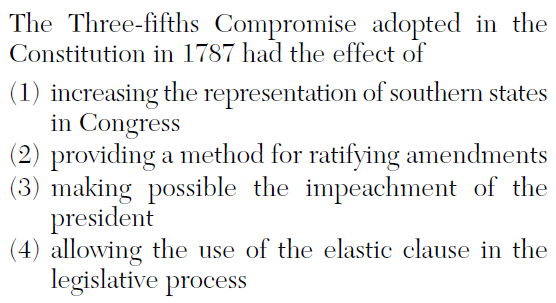 The Three-fifths Compromise adopted in the
Constitution in 1787 had the effect of
(1) increasing the representation of southern states
in Congress
(2) providing a method for ratifying amendments
(3) making possible the impeachment of the
president
(4) allowing the use of the elastic clause in the
legislative process